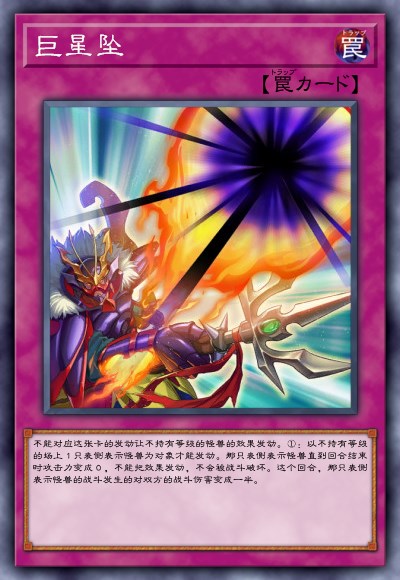 巨星坠
トラップ
罠
トラップ
【罠カード】
不能对应这张卡的发动让不持有等级的怪兽的效果发动。①：以不持有等级
的场上1只表侧表示怪兽为对象才能发动。那只表侧表示怪兽直到回合结束
时攻击力变成0，不能把效果发动，不会被战斗破坏。这个回合，那只表侧
表示怪兽的战斗发生的对双方的战斗伤害变成一半。